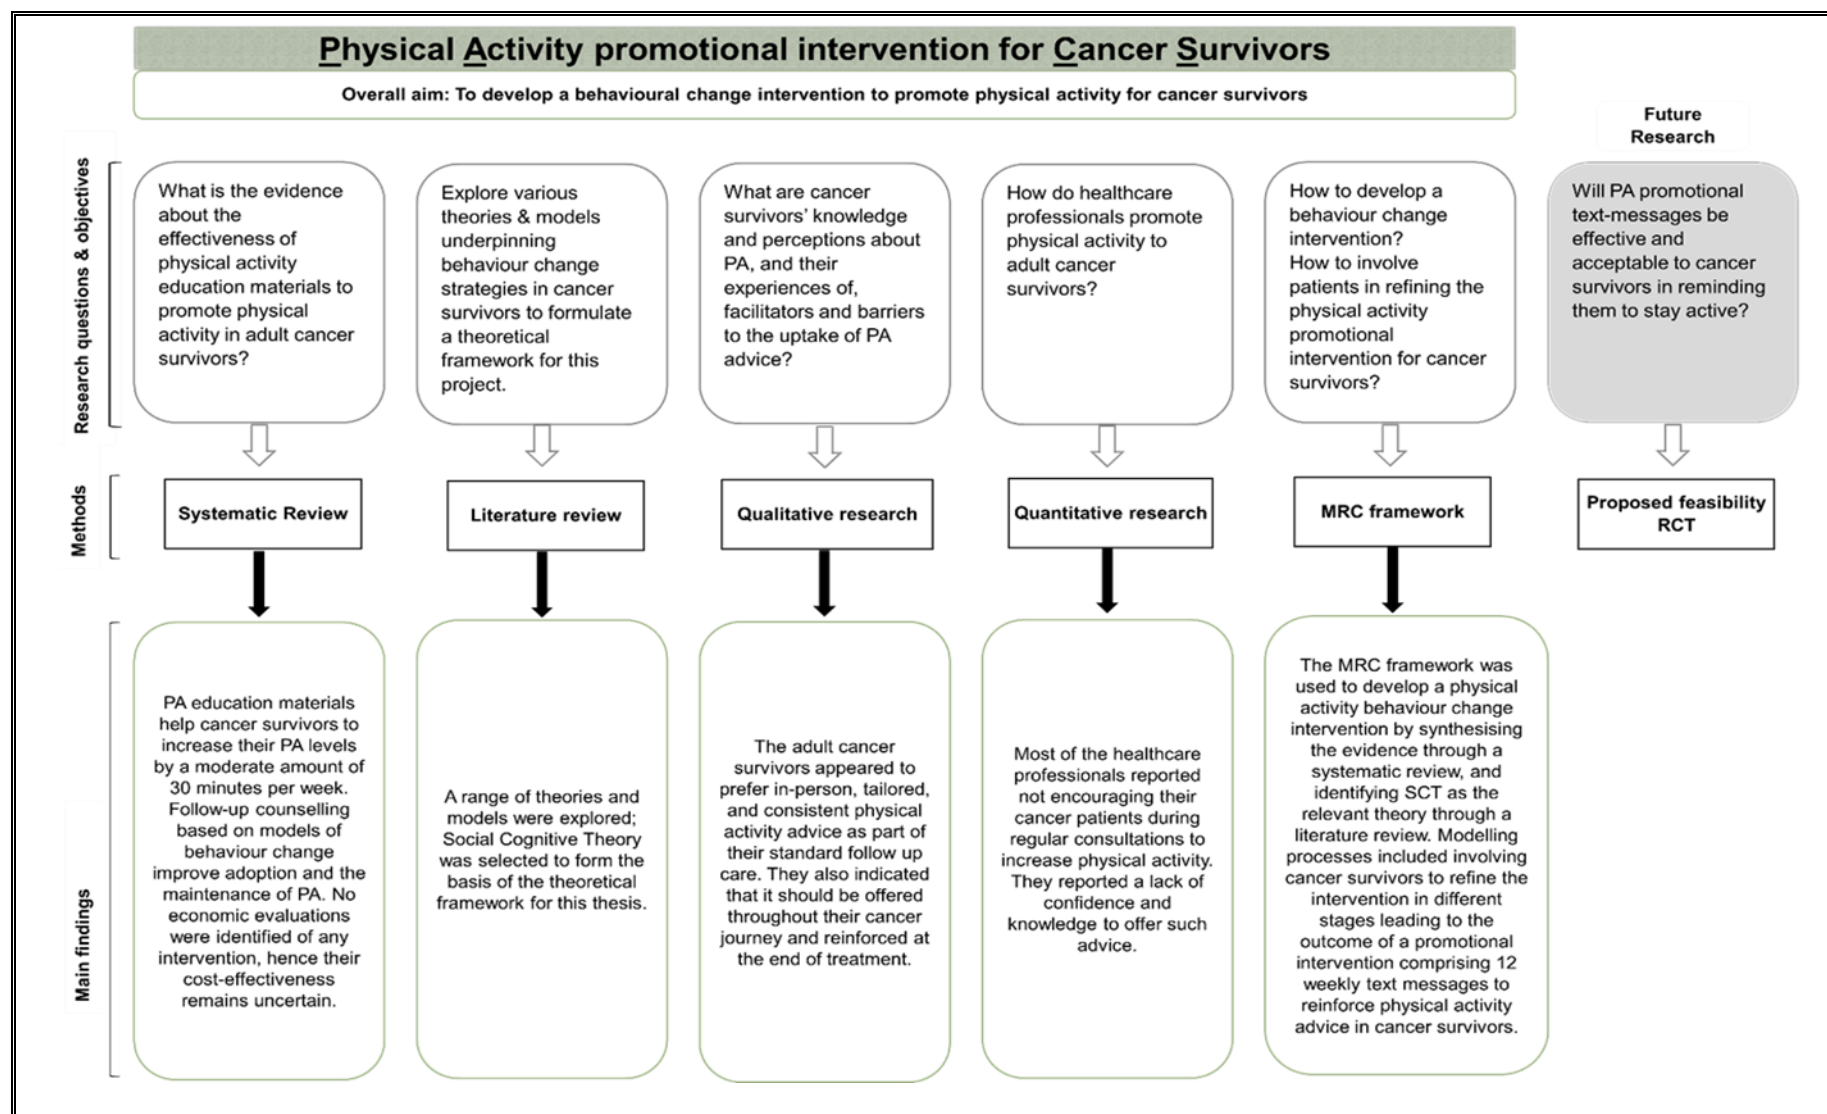 Physical Activity promotional intervention for Cancer Survivors
Overall aim: To develop a behavioural change intervention to promote physical activity for cancer survivors
Future
Research
Research questions & objectives
What is the evidence
about the
effectiveness of
physical activity
education materials to
promote physical
activity in adult cancer
survivors?
Explore various
theories & models
underpinning
behaviour change
strategies in cancer
survivors to formulate
a theoretical
framework for this
project.
What are cancer
survivors' knowledge
and perceptions about
PA, and their
experiences of,
facilitators and barriers
to the uptake of PA
advice?
How do healthcare
professionals promote
physical activity to
adult cancer
survivors?
How to develop a
behaviour change
intervention?
How to involve
patients in refining the
physical activity
promotional
intervention for cancer
survivors?
Will PA promotional
text-messages be
effective and
acceptable to cancer
survivors in reminding
them to stay active?
Methods
Systematic Review
Literature review
Qualitative research
Quantitative research
MRC framework
Proposed feasibility
RCT
Main findings
PA education materials
help cancer survivors to
increase their PA levels
by a moderate amount of
30 minutes per week.
Follow-up counselling
based on models of
behaviour change
improve adoption and the
maintenance of PA. No
economic evaluations
were identified of any
intervention, hence their
cost-effectiveness
remains uncertain.
A range of theories and
models were explored;
Social Cognitive Theory
was selected to form the
basis of the theoretical
framework for this thesis.
The adult cancer
survivors appeared to
prefer in-person, tailored,
and consistent physical
activity advice as part of
their standard follow up
care. They also indicated
that it should be offered
throughout their cancer
journey and reinforced at
the end of treatment.
Most of the healthcare
professionals reported
not encouraging their
cancer patients during
regular consultations to
increase physical activity.
They reported a lack of
confidence and
knowledge to offer such
advice.
The MRC framework was
used to develop a physical
activity behaviour change
intervention by synthesising
the evidence through a
systematic review, and
identifying SCT as the
relevant theory through a
literature review. Modelling
processes included involving
cancer survivors to refine the
intervention in different
stages leading to the
outcome of a promotional
intervention comprising 12
weekly text messages to
reinforce physical activity
advice in cancer survivors.